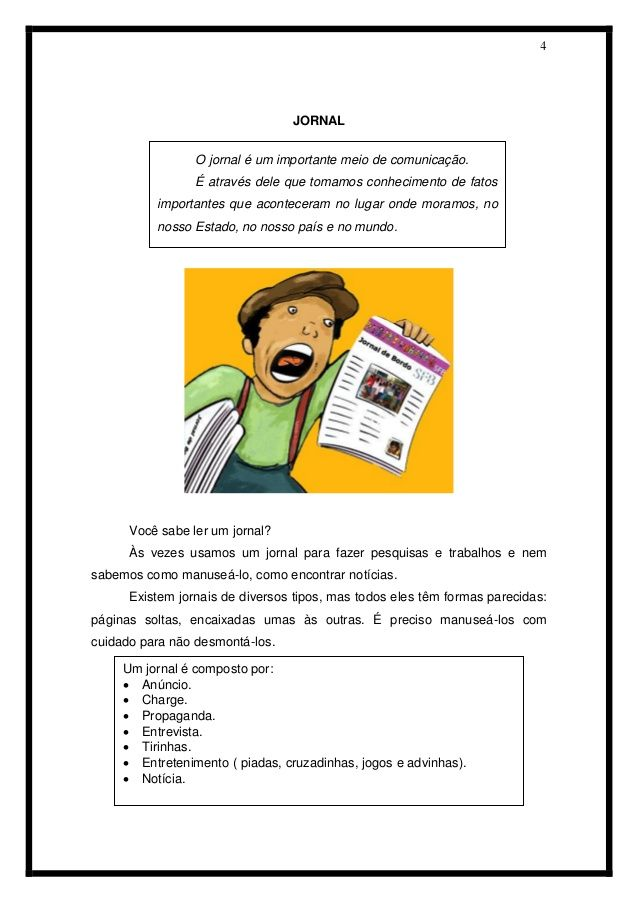 4
JORNAL
O jornal é um importante meio de comunicação.
É através dele que tomamos conhecimento de fatos
importantes que aconteceram no lugar onde moramos, no
nosso Estado, no nosso país e no mundo.
Jornal de Bordo
SFB
Você sabe ler um jornal?
Às vezes usamos um jornal para fazer pesquisas e trabalhos e nem
sabemos como manuseá-lo, como encontrar notícias.
Existem jornais de diversos tipos, mas todos eles têm formas parecidas:
páginas soltas, encaixadas umas às outras. É preciso manuseá-los com
cuidado para não desmontá-los.
Um jornal é composto por:
• Anúncio.
• Charge.
• Propaganda.
• Entrevista.
• Tirinhas.
• Entretenimento ( piadas, cruzadinhas, jogos e advinhas).
• Notícia.